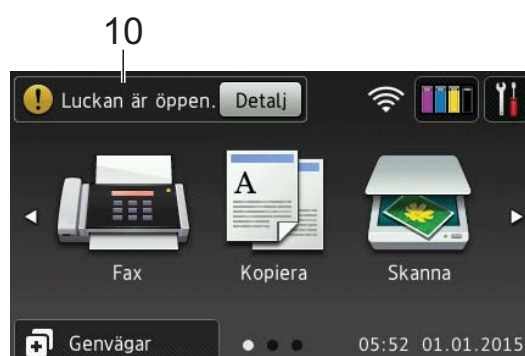 10
Luckan är öppen. Detalj
A
Fax Kopiera Skanna
Genvägar 05:52 01.01.2015